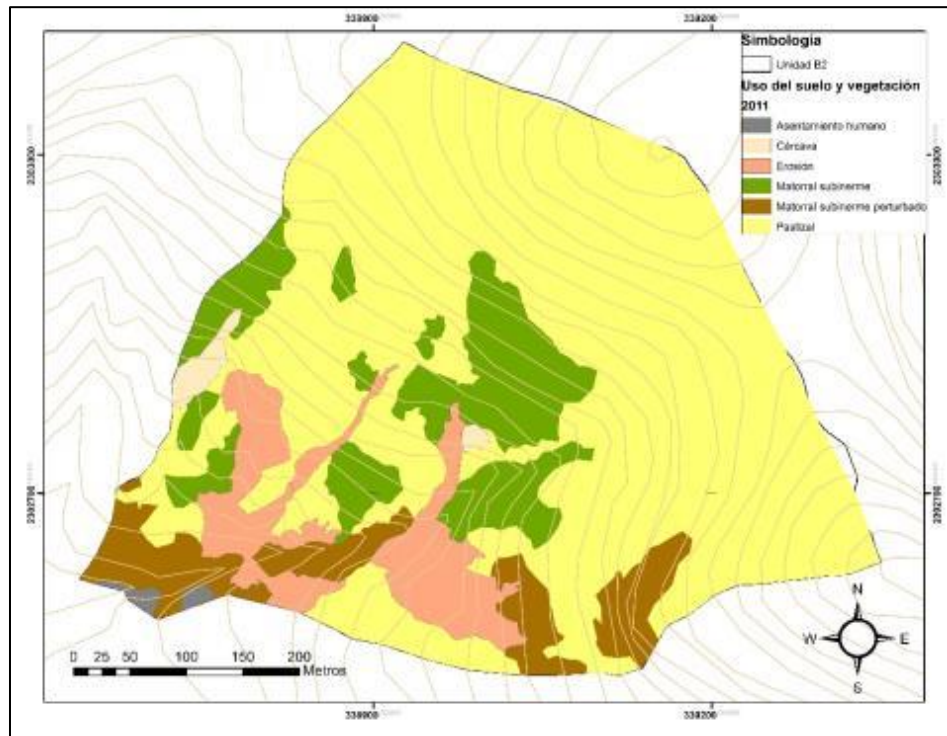 Simbología
Unidad B2
Uso del suelo y vegetación
2011
Asentamiento humano
Cárcava
Erosión
Matorral subinerme
Matorral subinerme perturbado
Pastizal
N
W
E
S
0 25 50 100 150 200
Metros